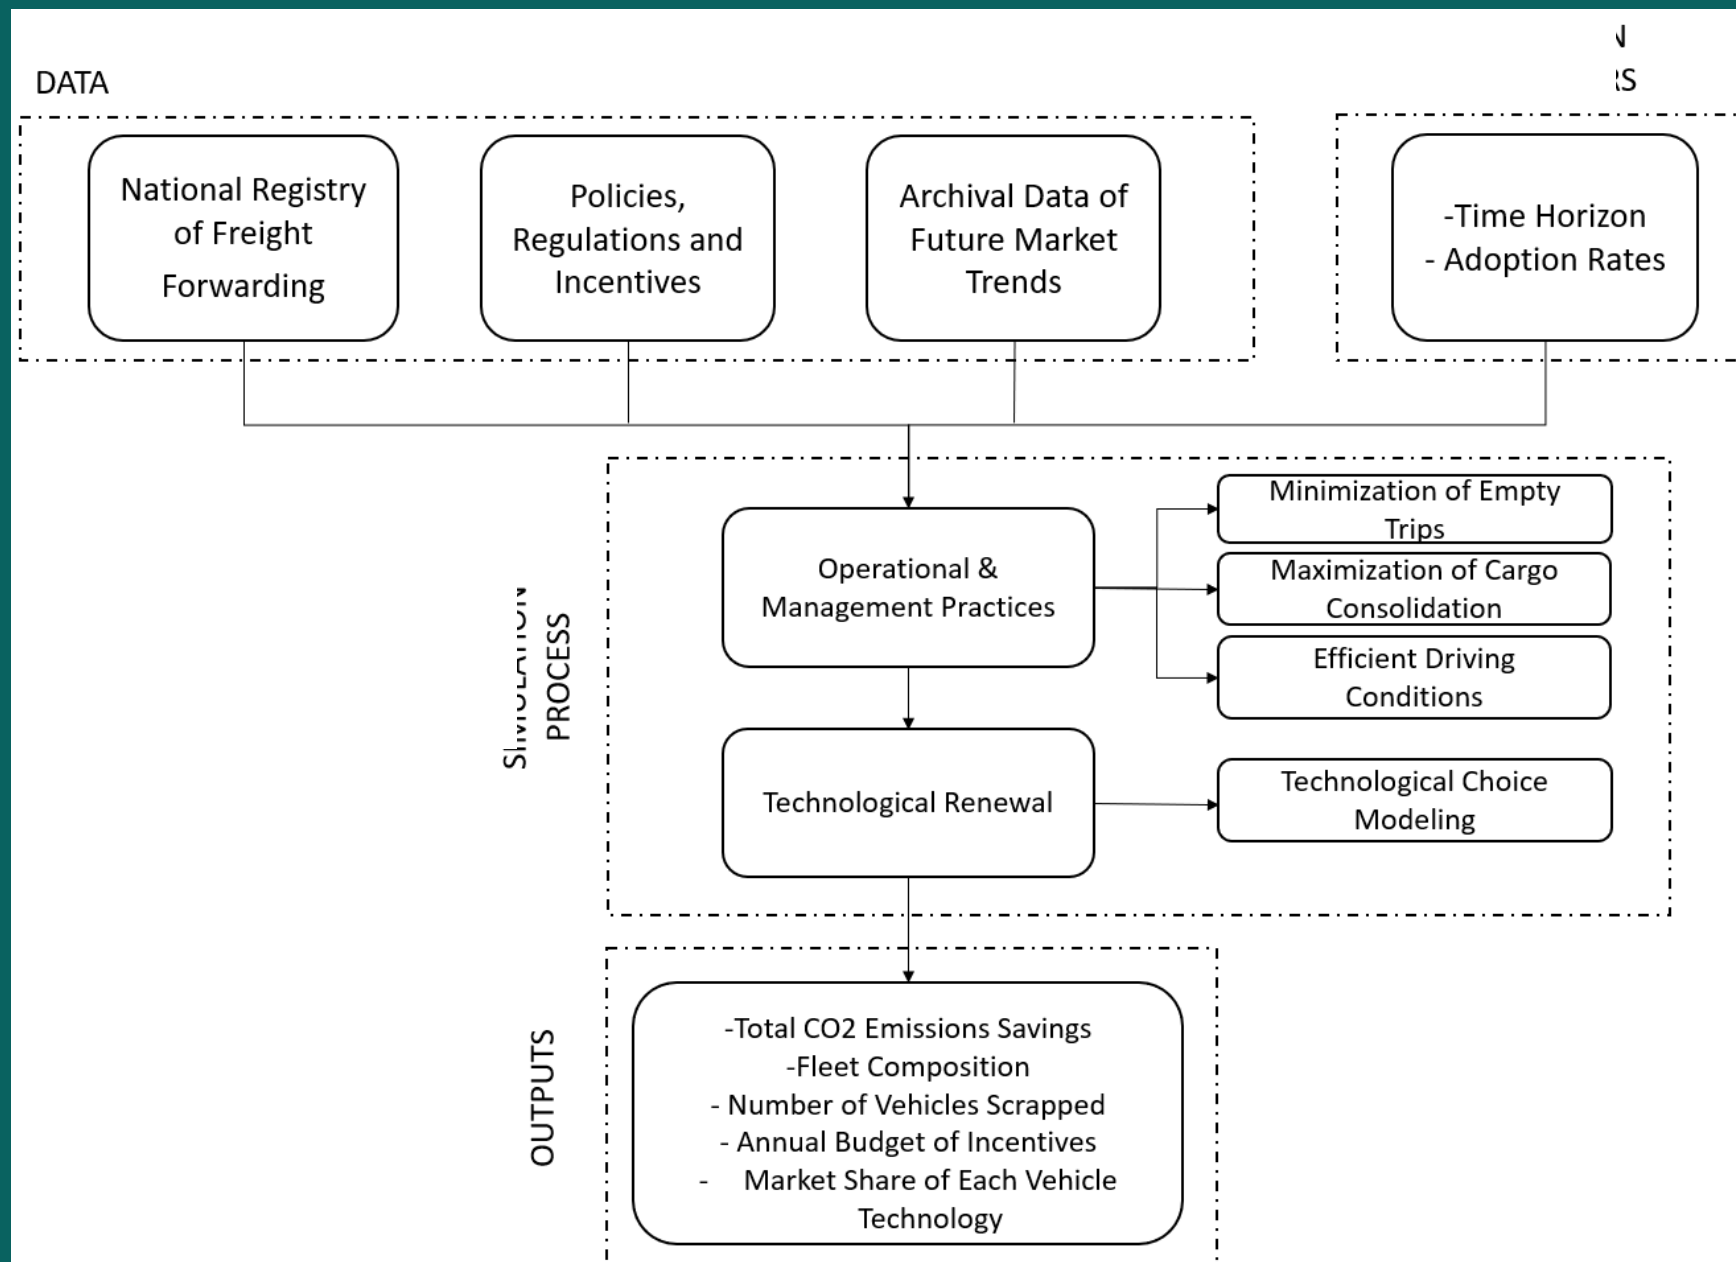 DATA
National Registry
of Freight
Forwarding
Policies,
Regulations and
Incentives
Archival Data of
Future Market
Trends
-Time Horizon
- Adoption Rates
Operational &
Management Practices
Minimization of Empty
Trips
Maximization of Cargo
Consolidation
Efficient Driving
Conditions
PROCESS
Technological Renewal
Technological Choice
Modeling
OUTPUTS
-Total CO2 Emissions Savings
-Fleet Composition
- Number of Vehicles Scrapped
- Annual Budget of Incentives
- Market Share of Each Vehicle
Technology